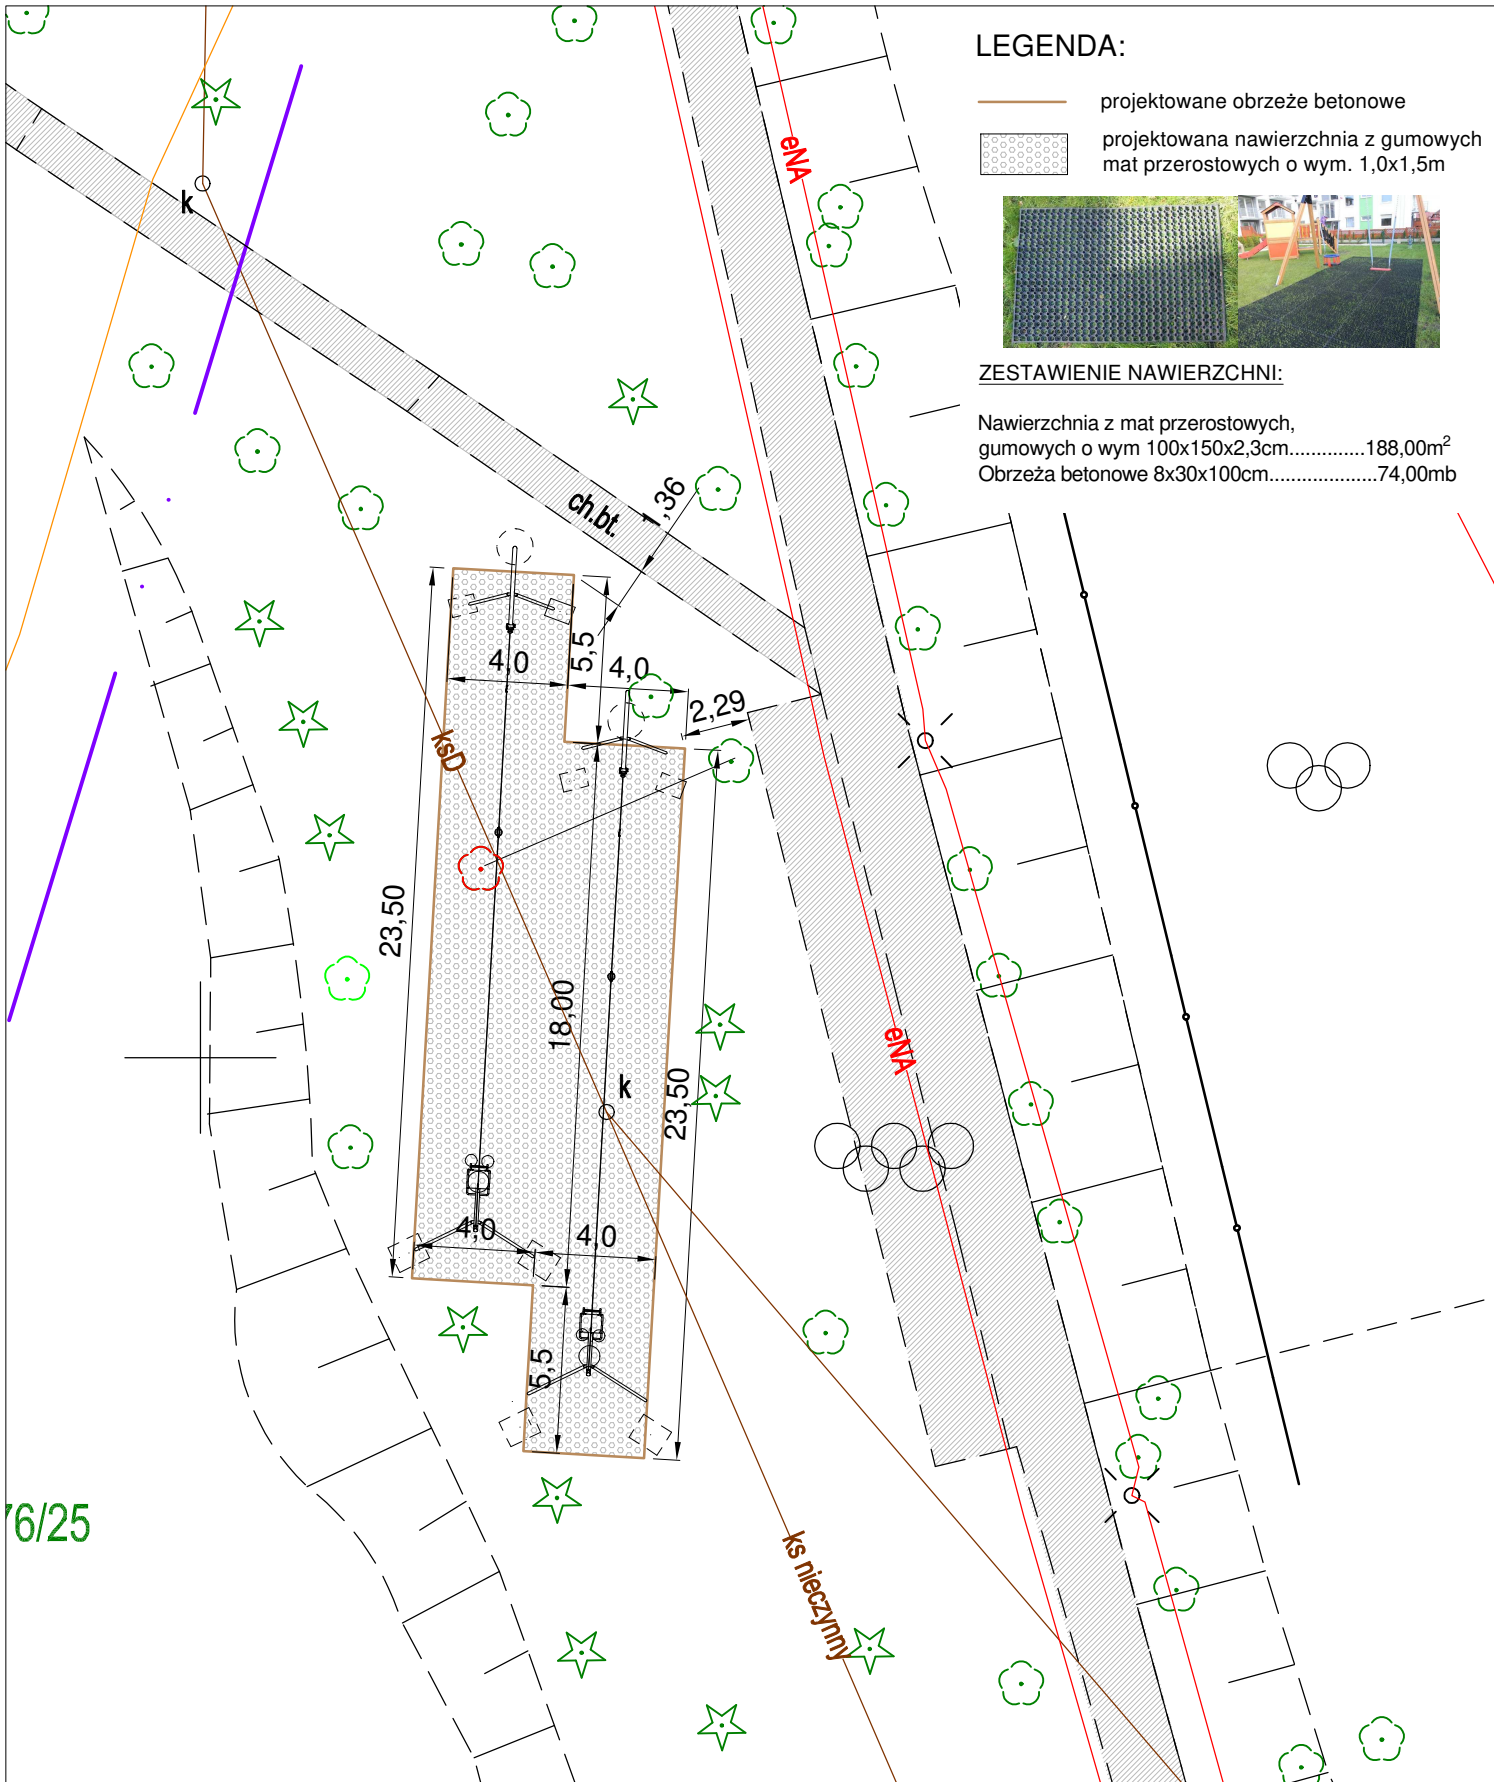 LEGENDA:
projektowane obrzeże betonowe
projektowana nawierzchnia z gumowych
mat przerostowych o wym. 1,0x1,5m
ZESTAWIENIE NAWIERZCHNI:
Nawierzchnia z mat przerostowych,
gumowych o wym 100x150x2,3cm..............188,00m²
Obrzeża betonowe 8x30x100cm....................74,00mb
eNA
k
ch.bt.
1,36
4,0
5,5
4,0
2,29
ksD
23,50
18,00
eNA
k
23,50
4,0
4,0
5,5
76/25
ks nieczynny